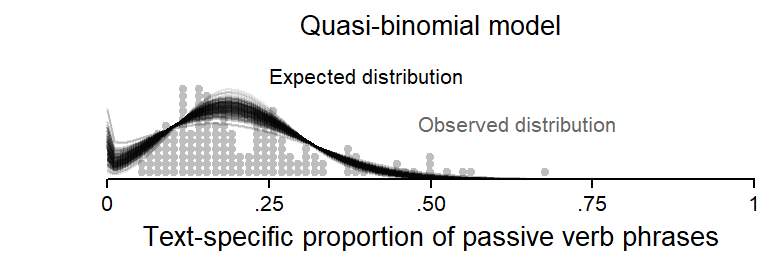 Quasi-binomial model
Expected distribution
Observed distribution
0 .25 .50 .75 1
Text-specific proportion of passive verb phrases